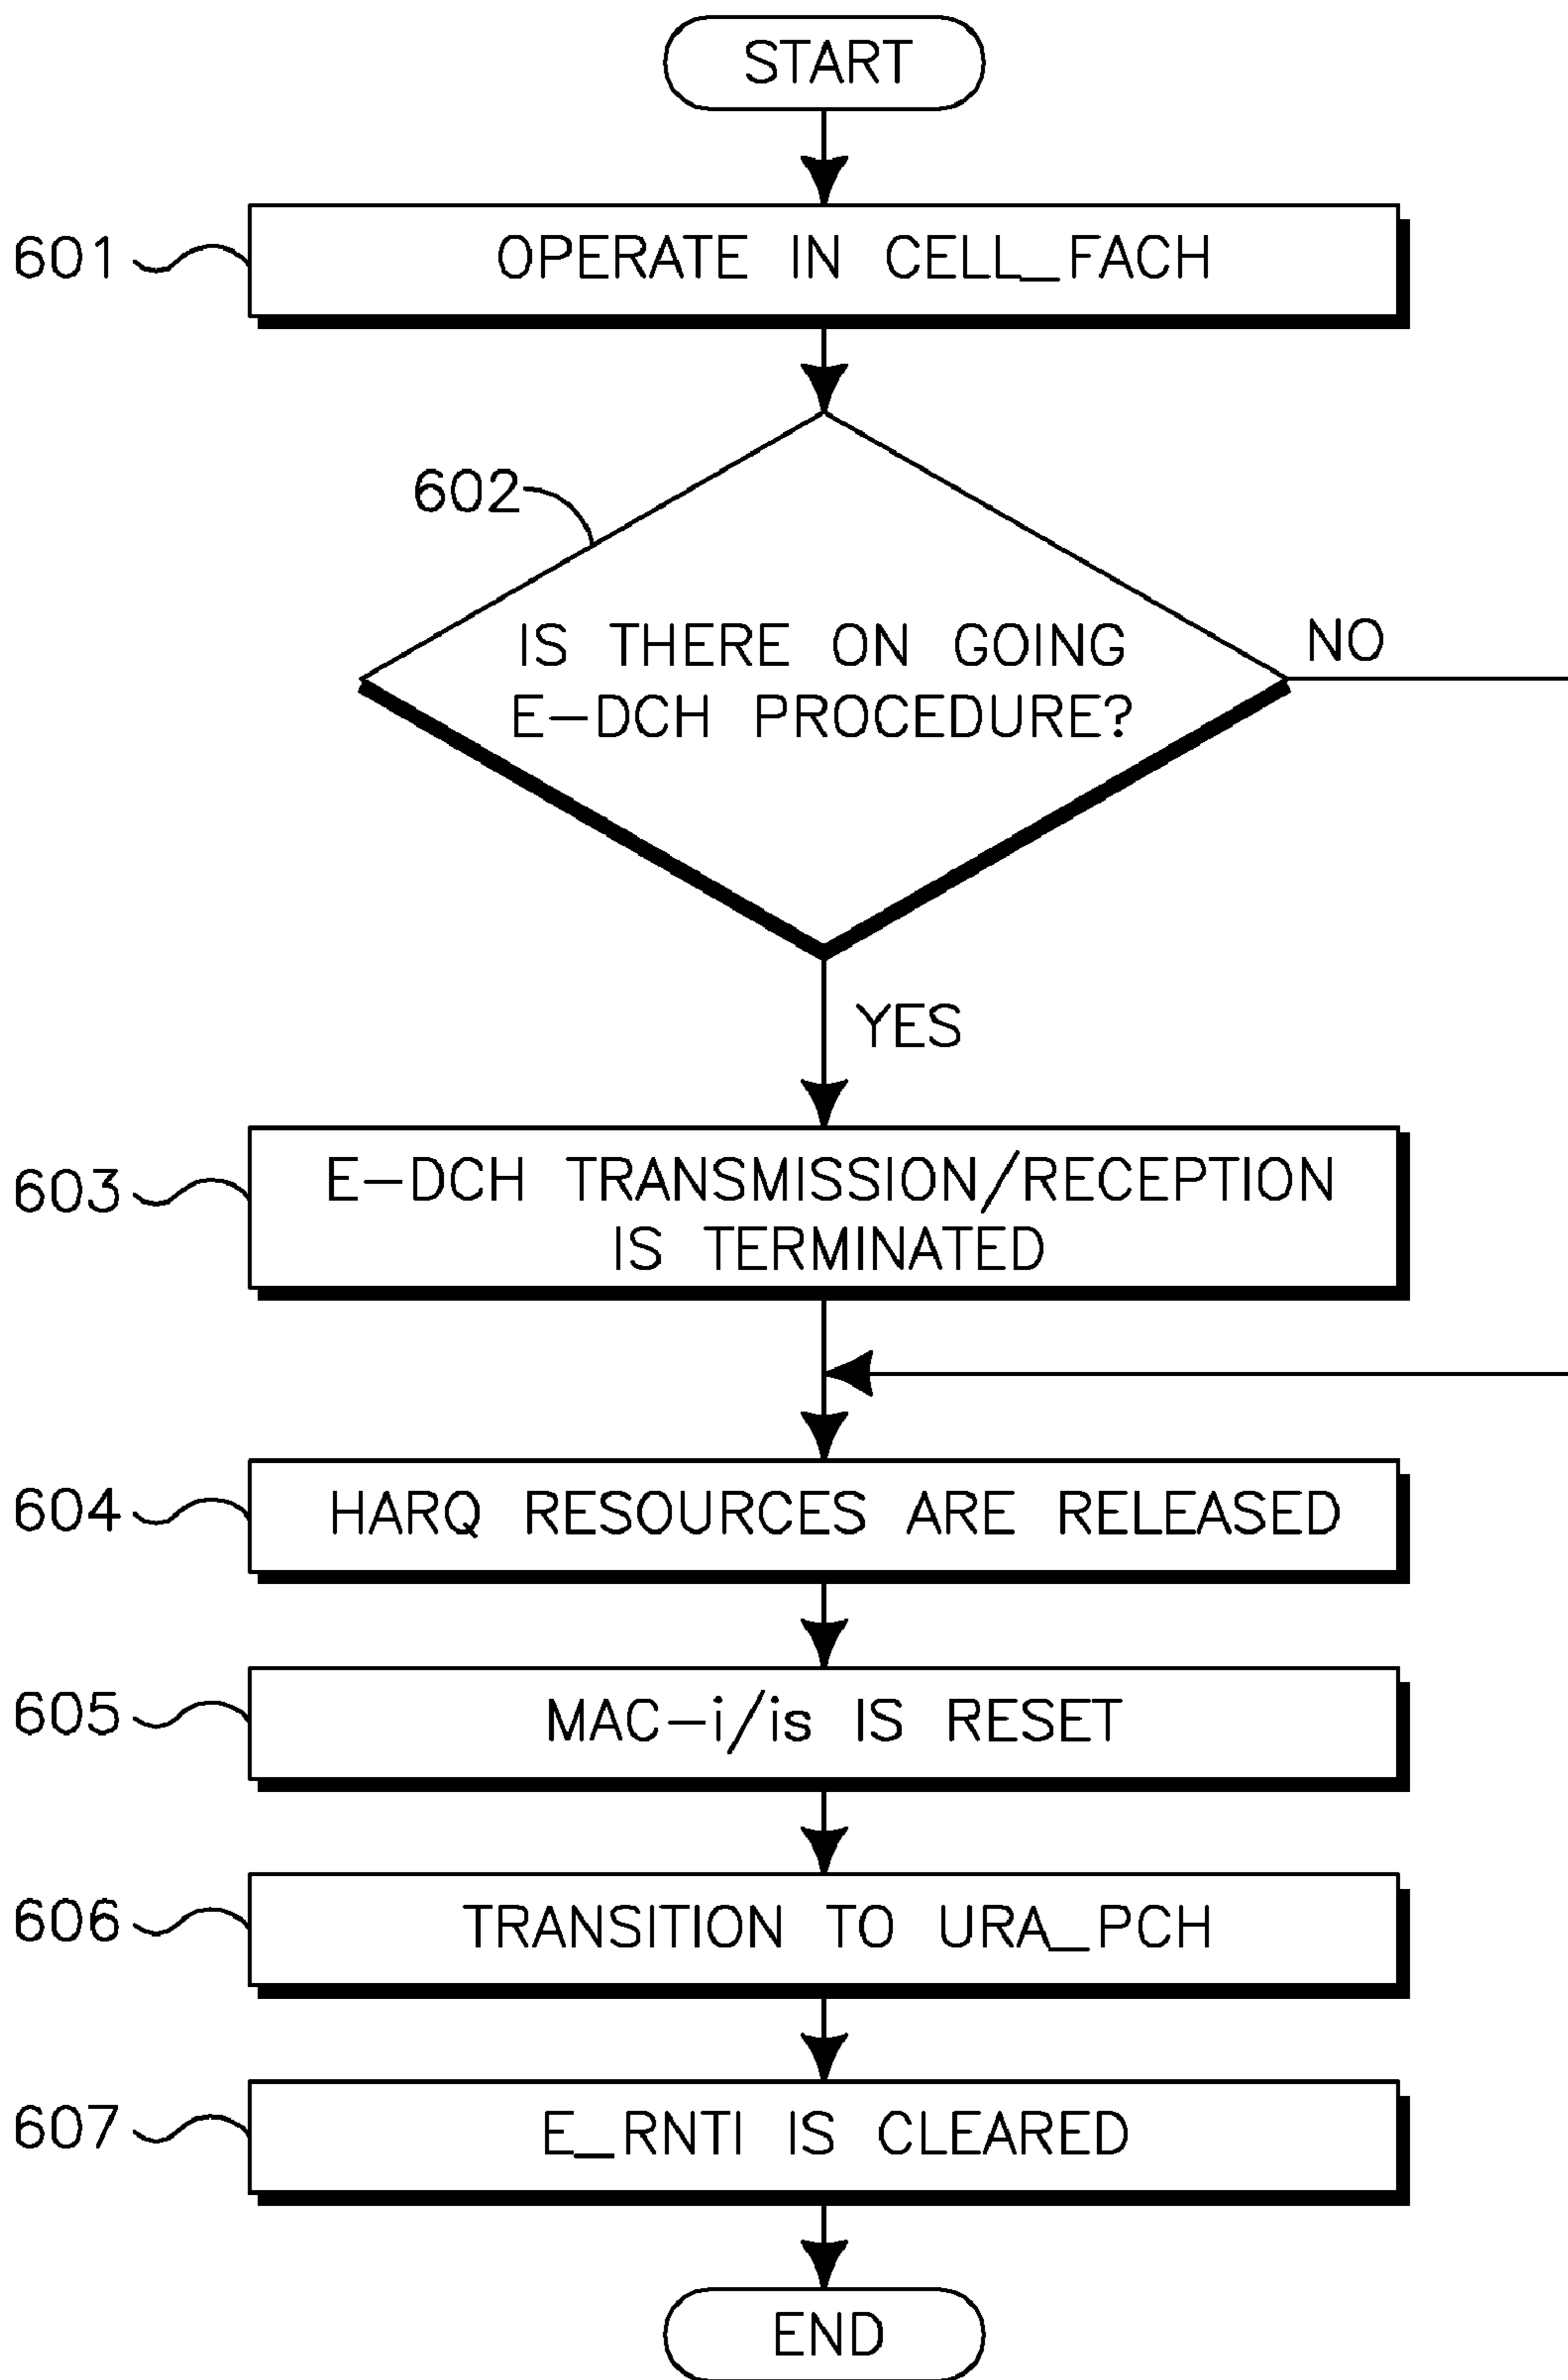 START
601
OPERATE IN CELL_FACH
602
IS THERE ON GOING
E-DCH PROCEDURE?
NO
YES
603
E-DCH TRANSMISSION/RECEPTION
IS TERMINATED
604
HARQ RESOURCES ARE RELEASED
605
MAC-i/is IS RESET
606
TRANSITION TO URA_PCH
607
E_RNTI IS CLEARED
END